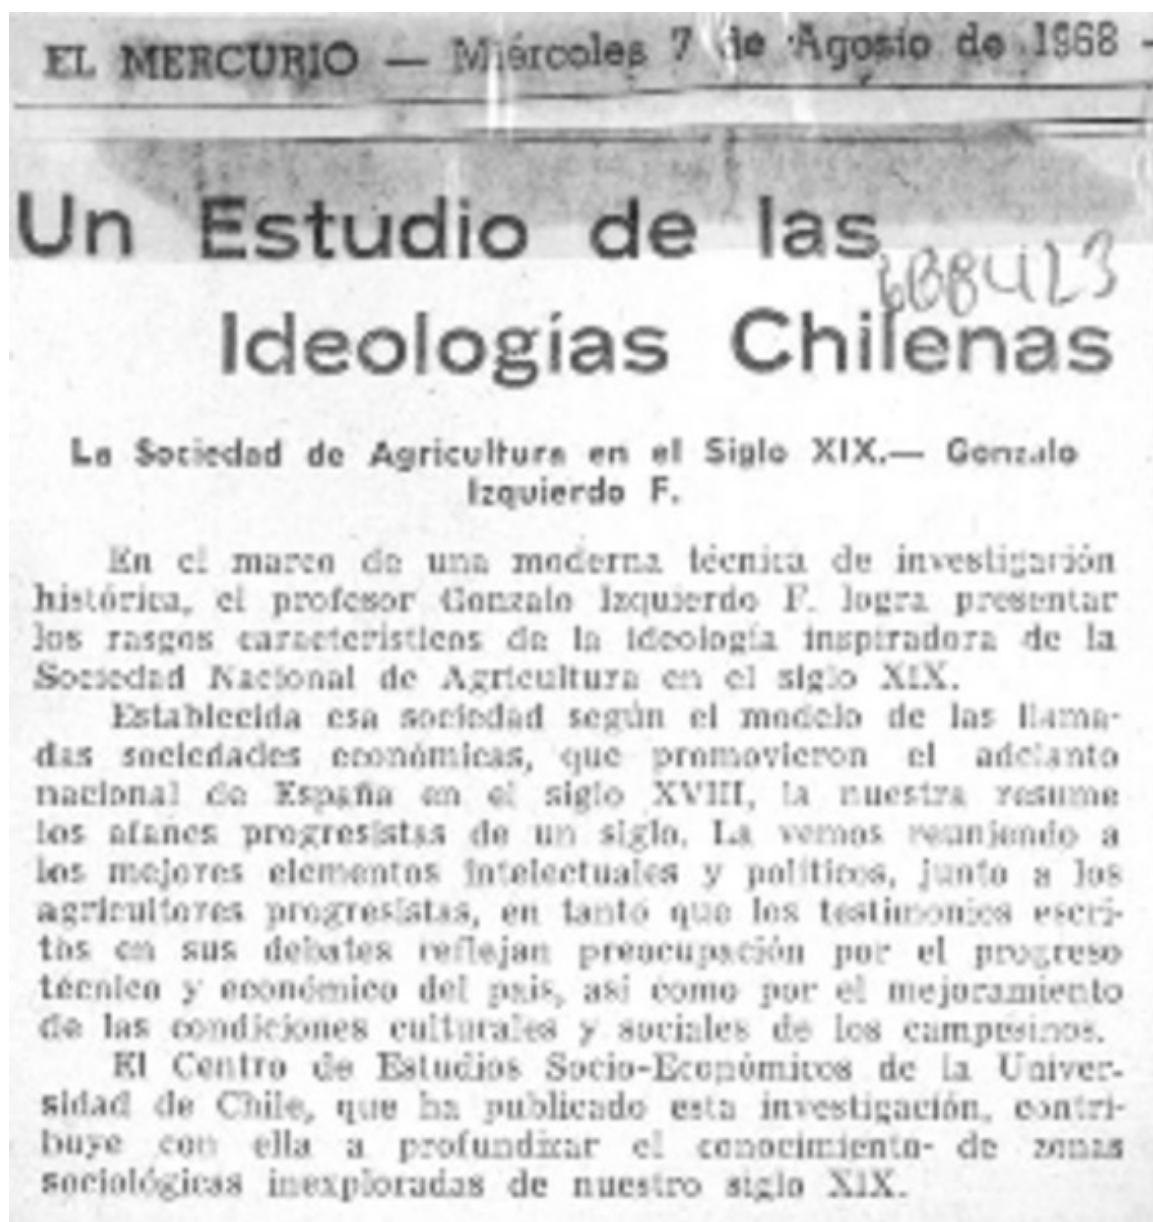 EL MERCURIO — Miércoles 7 de Agosto de 1968 -
Un Estudio de las
Ideologías Chilenas
La Sociedad de Agricultura en el Siglo XIX.— Gonzalo
Izquierdo F.
En el marco de una moderna técnica de investigación
histórica, el profesor Gonzalo Izquierdo F. logra presentar
los rasgos característicos de la ideología inspiradora de la
Sociedad Nacional de Agricultura en el siglo XIX.
Establecida esa sociedad según el modelo de las llama-
das sociedades económicas, que promovieron el adelanto
nacional de España en el siglo XVIII, la nuestra resume
los afanes progresistas de un siglo. La vemos reuniendo a
los mejores elementos intelectuales y políticos, junto a los
agricultores progresistas, en tanto que los testimonios escri-
tos en sus debates reflejan preocupación por el progreso
técnico y económico del país, así como por el mejoramiento
de las condiciones culturales y sociales de los campesinos.
El Centro de Estudios Socio-Económicos de la Univer-
sidad de Chile, que ha publicado esta investigación, contri-
buye con ella a profundizar el conocimiento- de zonas
sociológicas inexploradas de nuestro siglo XIX.